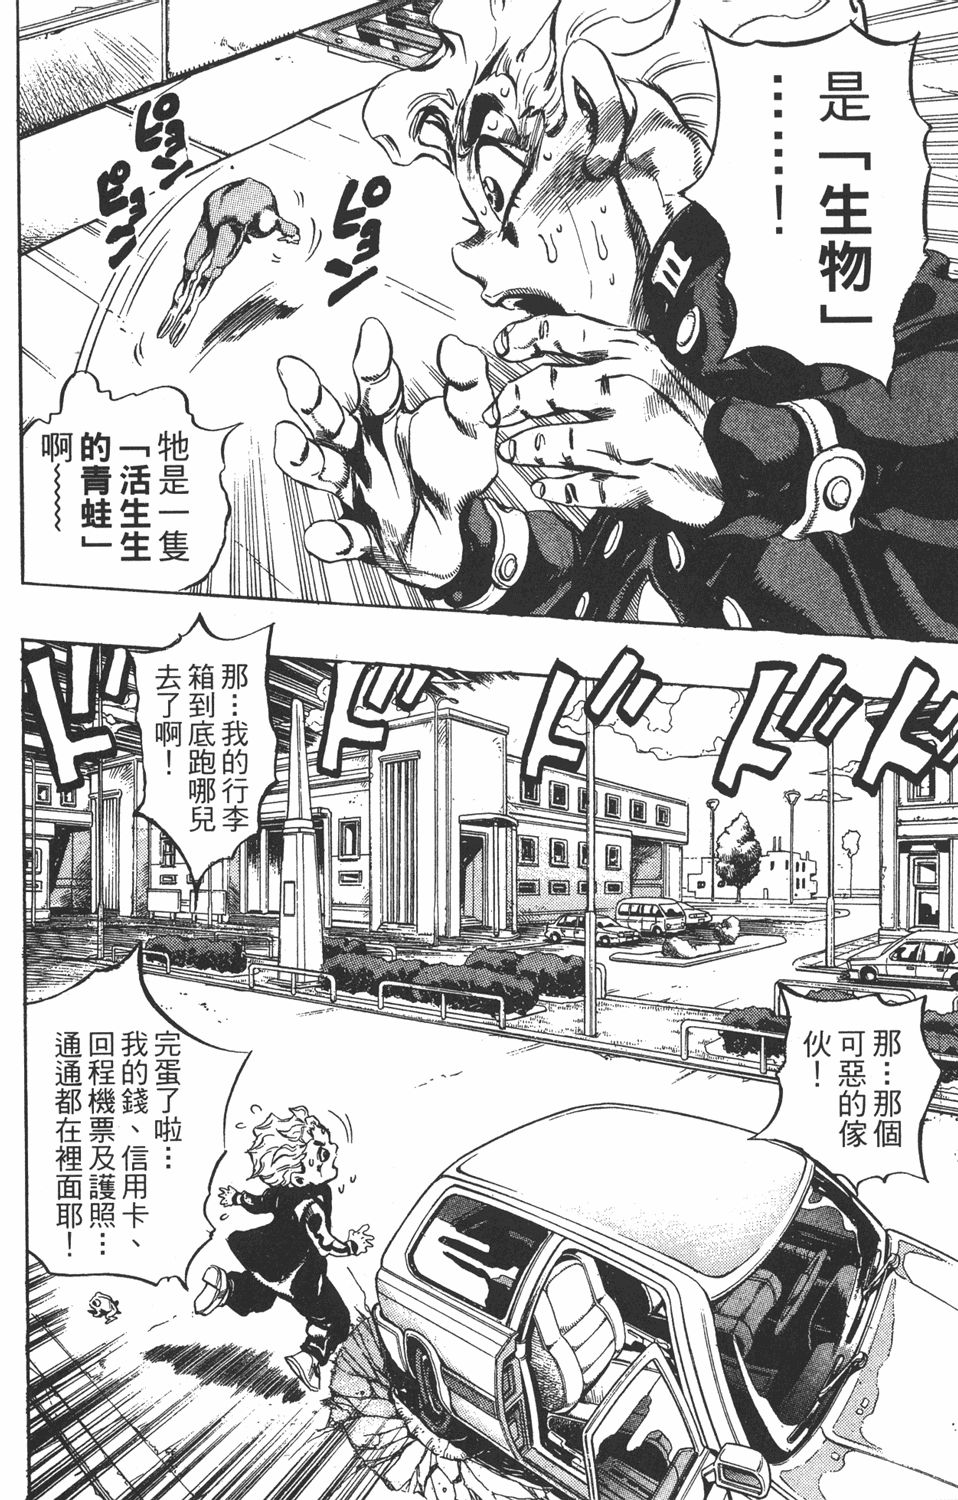 是「生物」
………！
ピョン
ピョン
ピョン
牠是一隻
「活生生
的青蛙」
啊～～～
ドドドドドド
那…我的行李
箱到底跑哪兒
去了啊！
那…那個
可惡的傢
伙！
完蛋了啦…
我的錢、信用卡、
回程機票及護照…
通通都在裡面耶！